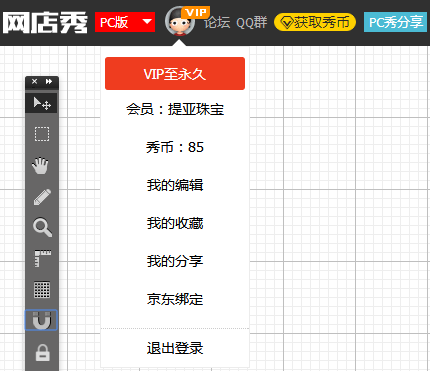 网店秀 PC版 VIP 论坛 QQ群 获取秀币 PC秀分享
VIP至永久
会员：提亚珠宝
秀币：85
我的编辑
我的收藏
我的分享
京东绑定
退出登录